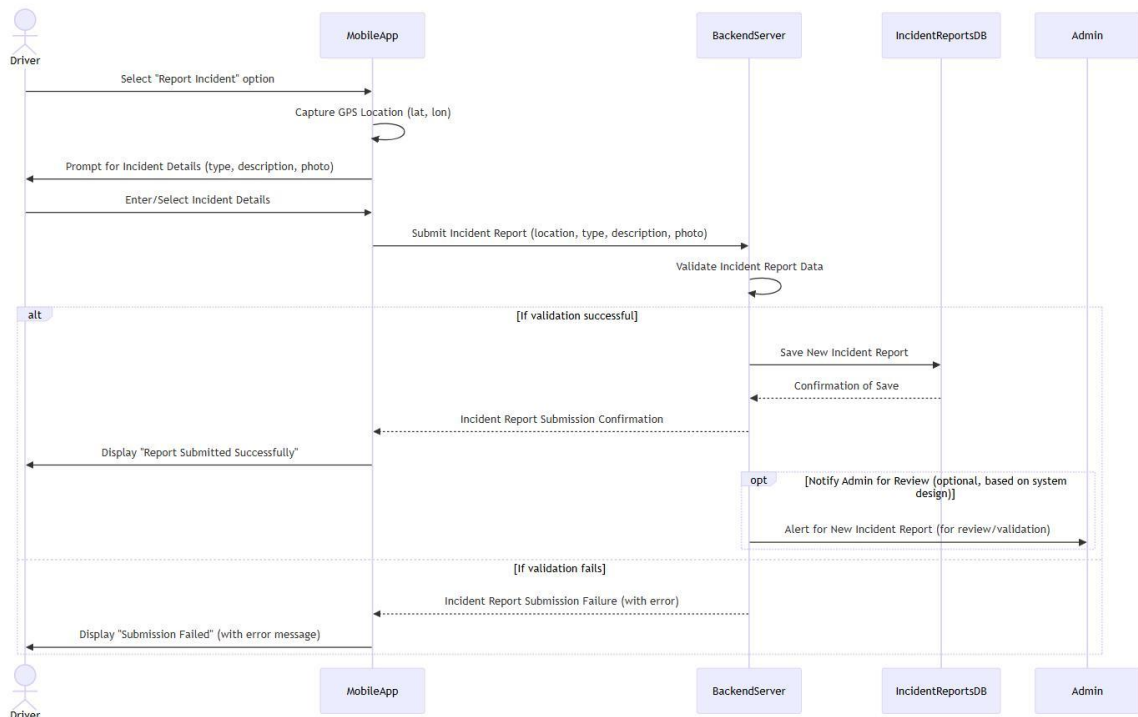 Driver
MobileApp
BackendServer
IncidentReportsDB
Admin
Select "Report Incident" option
Capture GPS Location (lat, lon)
Prompt for Incident Details (type, description, photo)
Enter/Select Incident Details
Submit Incident Report (location, type, description, photo)
Validate Incident Report Data
alt
[If validation successful]
Save New Incident Report
Confirmation of Save
Incident Report Submission Confirmation
Display "Report Submitted Successfully"
opt
[Notify Admin for Review (optional, based on system
design)]
Alert for New Incident Report (for review/validation)
[If validation fails]
Incident Report Submission Failure (with error)
Display "Submission Failed" (with error message)
Driver
MobileApp
BackendServer
IncidentReportsDB
Admin